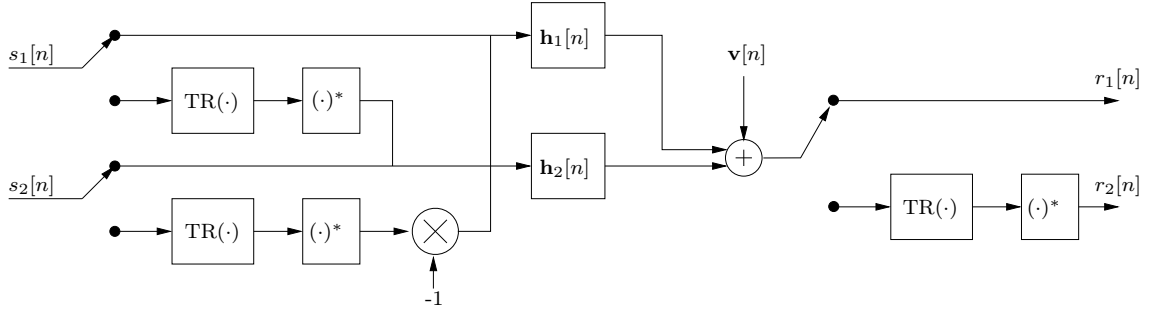 s₁[n]
h₁[n]
v[n]
r₁[n]
TR(·)
(·)*
s₂[n]
h₂[n]
+
r₂[n]
TR(·)
(·)*
TR(·)
(·)*
-1